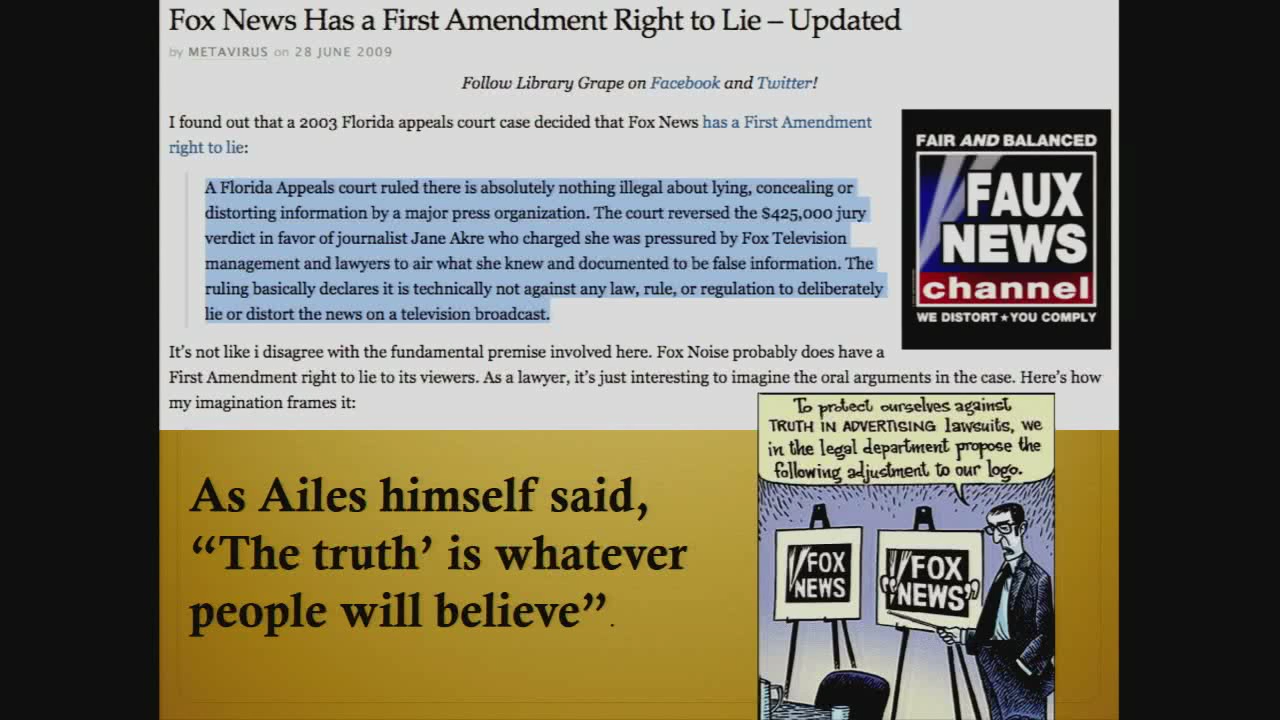 Fox News Has a First Amendment Right to Lie – Updated
by METAVIRUS on 28 JUNE 2009
Follow Library Grape on Facebook and Twitter!
I found out that a 2003 Florida appeals court case decided that Fox News has a First Amendment
right to lie:
A Florida Appeals court ruled there is absolutely nothing illegal about lying, concealing or
distorting information by a major press organization. The court reversed the $425,000 jury
verdict in favor of journalist Jane Akre who charged she was pressured by Fox Television
management and lawyers to air what she knew and documented to be false information. The
ruling basically declares it is technically not against any law, rule, or regulation to deliberately
lie or distort the news on a television broadcast.
FAIR AND BALANCED
FAUX
NEWS
channel
WE DISTORT ★ YOU COMPLY
It's not like i disagree with the fundamental premise involved here. Fox Noise probably does have a
First Amendment right to lie to its viewers. As a lawyer, it's just interesting to imagine the oral arguments in the case. Here's how
my imagination frames it:
To protect ourselves against
TRUTH IN ADVERTISING lawsuits, we
in the legal department propose the
following adjustment to our logo.
FOX
NEWS
"FOX
NEWS"
As Ailes himself said,
“The truth’ is whatever
people will believe”.